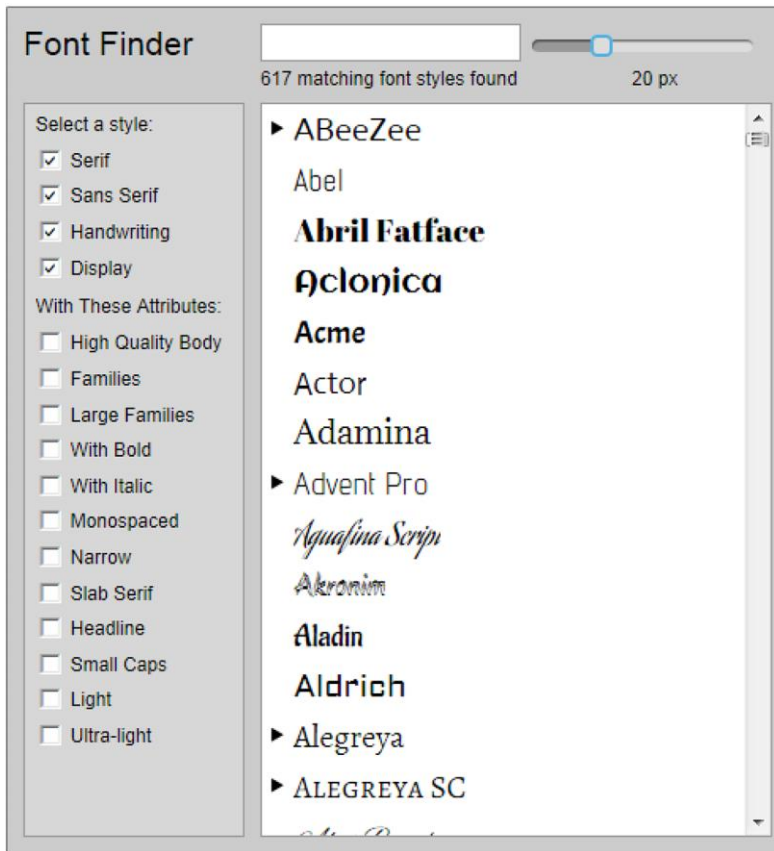 Font Finder
617 matching font styles found
20 px
Select a style:
Serif
Sans Serif
Handwriting
Display
With These Attributes:
High Quality Body
Families
Large Families
With Bold
With Italic
Monospaced
Narrow
Slab Serif
Headline
Small Caps
Light
Ultra-light
ABeeZee
Abel
Abril Fatface
Aclonica
Acme
Actor
Adamina
Advent Pro
Aguafina Script
Akronim
Aladin
Aldrich
Alegreya
ALEGREYA SC